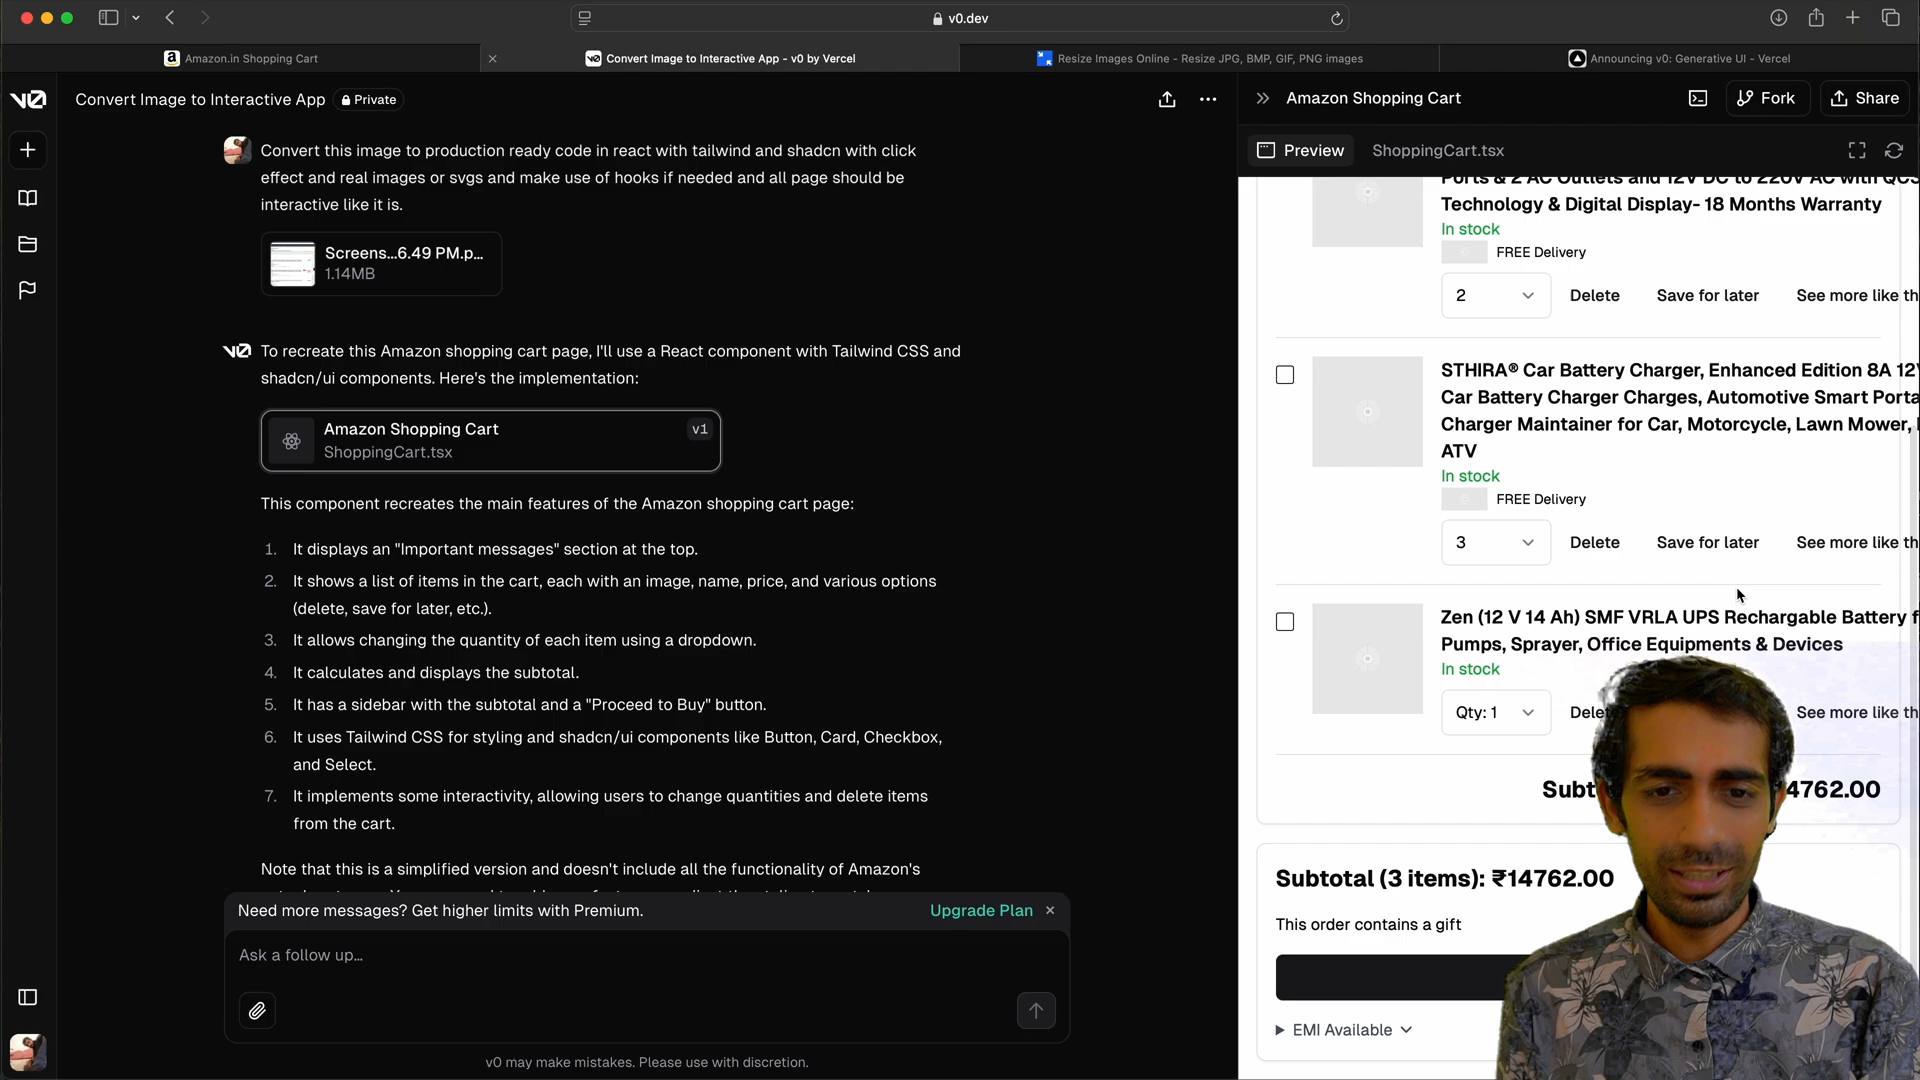 v0.dev
Amazon.in Shopping Cart
Convert Image to Interactive App - v0 by Vercel
Resize Images Online - Resize JPG, BMP, GIF, PNG images
Announcing v0: Generative UI - Vercel
v0
Convert Image to Interactive App
Private
Convert this image to production ready code in react with tailwind and shadcn with click
effect and real images or svgs and make use of hooks if needed and all page should be
interactive like it is.
Screens...6.49 PM.p...
1.14MB
v0
To recreate this Amazon shopping cart page, I'll use a React component with Tailwind CSS and
shadcn/ui components. Here's the implementation:
Amazon Shopping Cart
v1
ShoppingCart.tsx
This component recreates the main features of the Amazon shopping cart page:
1. It displays an "Important messages" section at the top.
2. It shows a list of items in the cart, each with an image, name, price, and various options
(delete, save for later, etc.).
3. It allows changing the quantity of each item using a dropdown.
4. It calculates and displays the subtotal.
5. It has a sidebar with the subtotal and a "Proceed to Buy" button.
6. It uses Tailwind CSS for styling and shadcn/ui components like Button, Card, Checkbox,
and Select.
7. It implements some interactivity, allowing users to change quantities and delete items
from the cart.
Note that this is a simplified version and doesn't include all the functionality of Amazon's
Need more messages? Get higher limits with Premium.
Upgrade Plan
Ask a follow up...
v0 may make mistakes. Please use with discretion.
Amazon Shopping Cart
Fork
Share
Preview
ShoppingCart.tsx
Ports & 2 AC Outlets and 12V DC to 220V AC with QC3
Technology & Digital Display- 18 Months Warranty
In stock
FREE Delivery
2
Delete
Save for later
See more like th
STHIRA® Car Battery Charger, Enhanced Edition 8A 12V
Car Battery Charger Charges, Automotive Smart Porta
Charger Maintainer for Car, Motorcycle, Lawn Mower,
ATV
In stock
FREE Delivery
3
Delete
Save for later
See more like th
Zen (12 V 14 Ah) SMF VRLA UPS Rechargable Battery f
Pumps, Sprayer, Office Equipments & Devices
In stock
Qty: 1
Delet
See more like th
Subt
4762.00
Subtotal (3 items): ₹14762.00
This order contains a gift
EMI Available